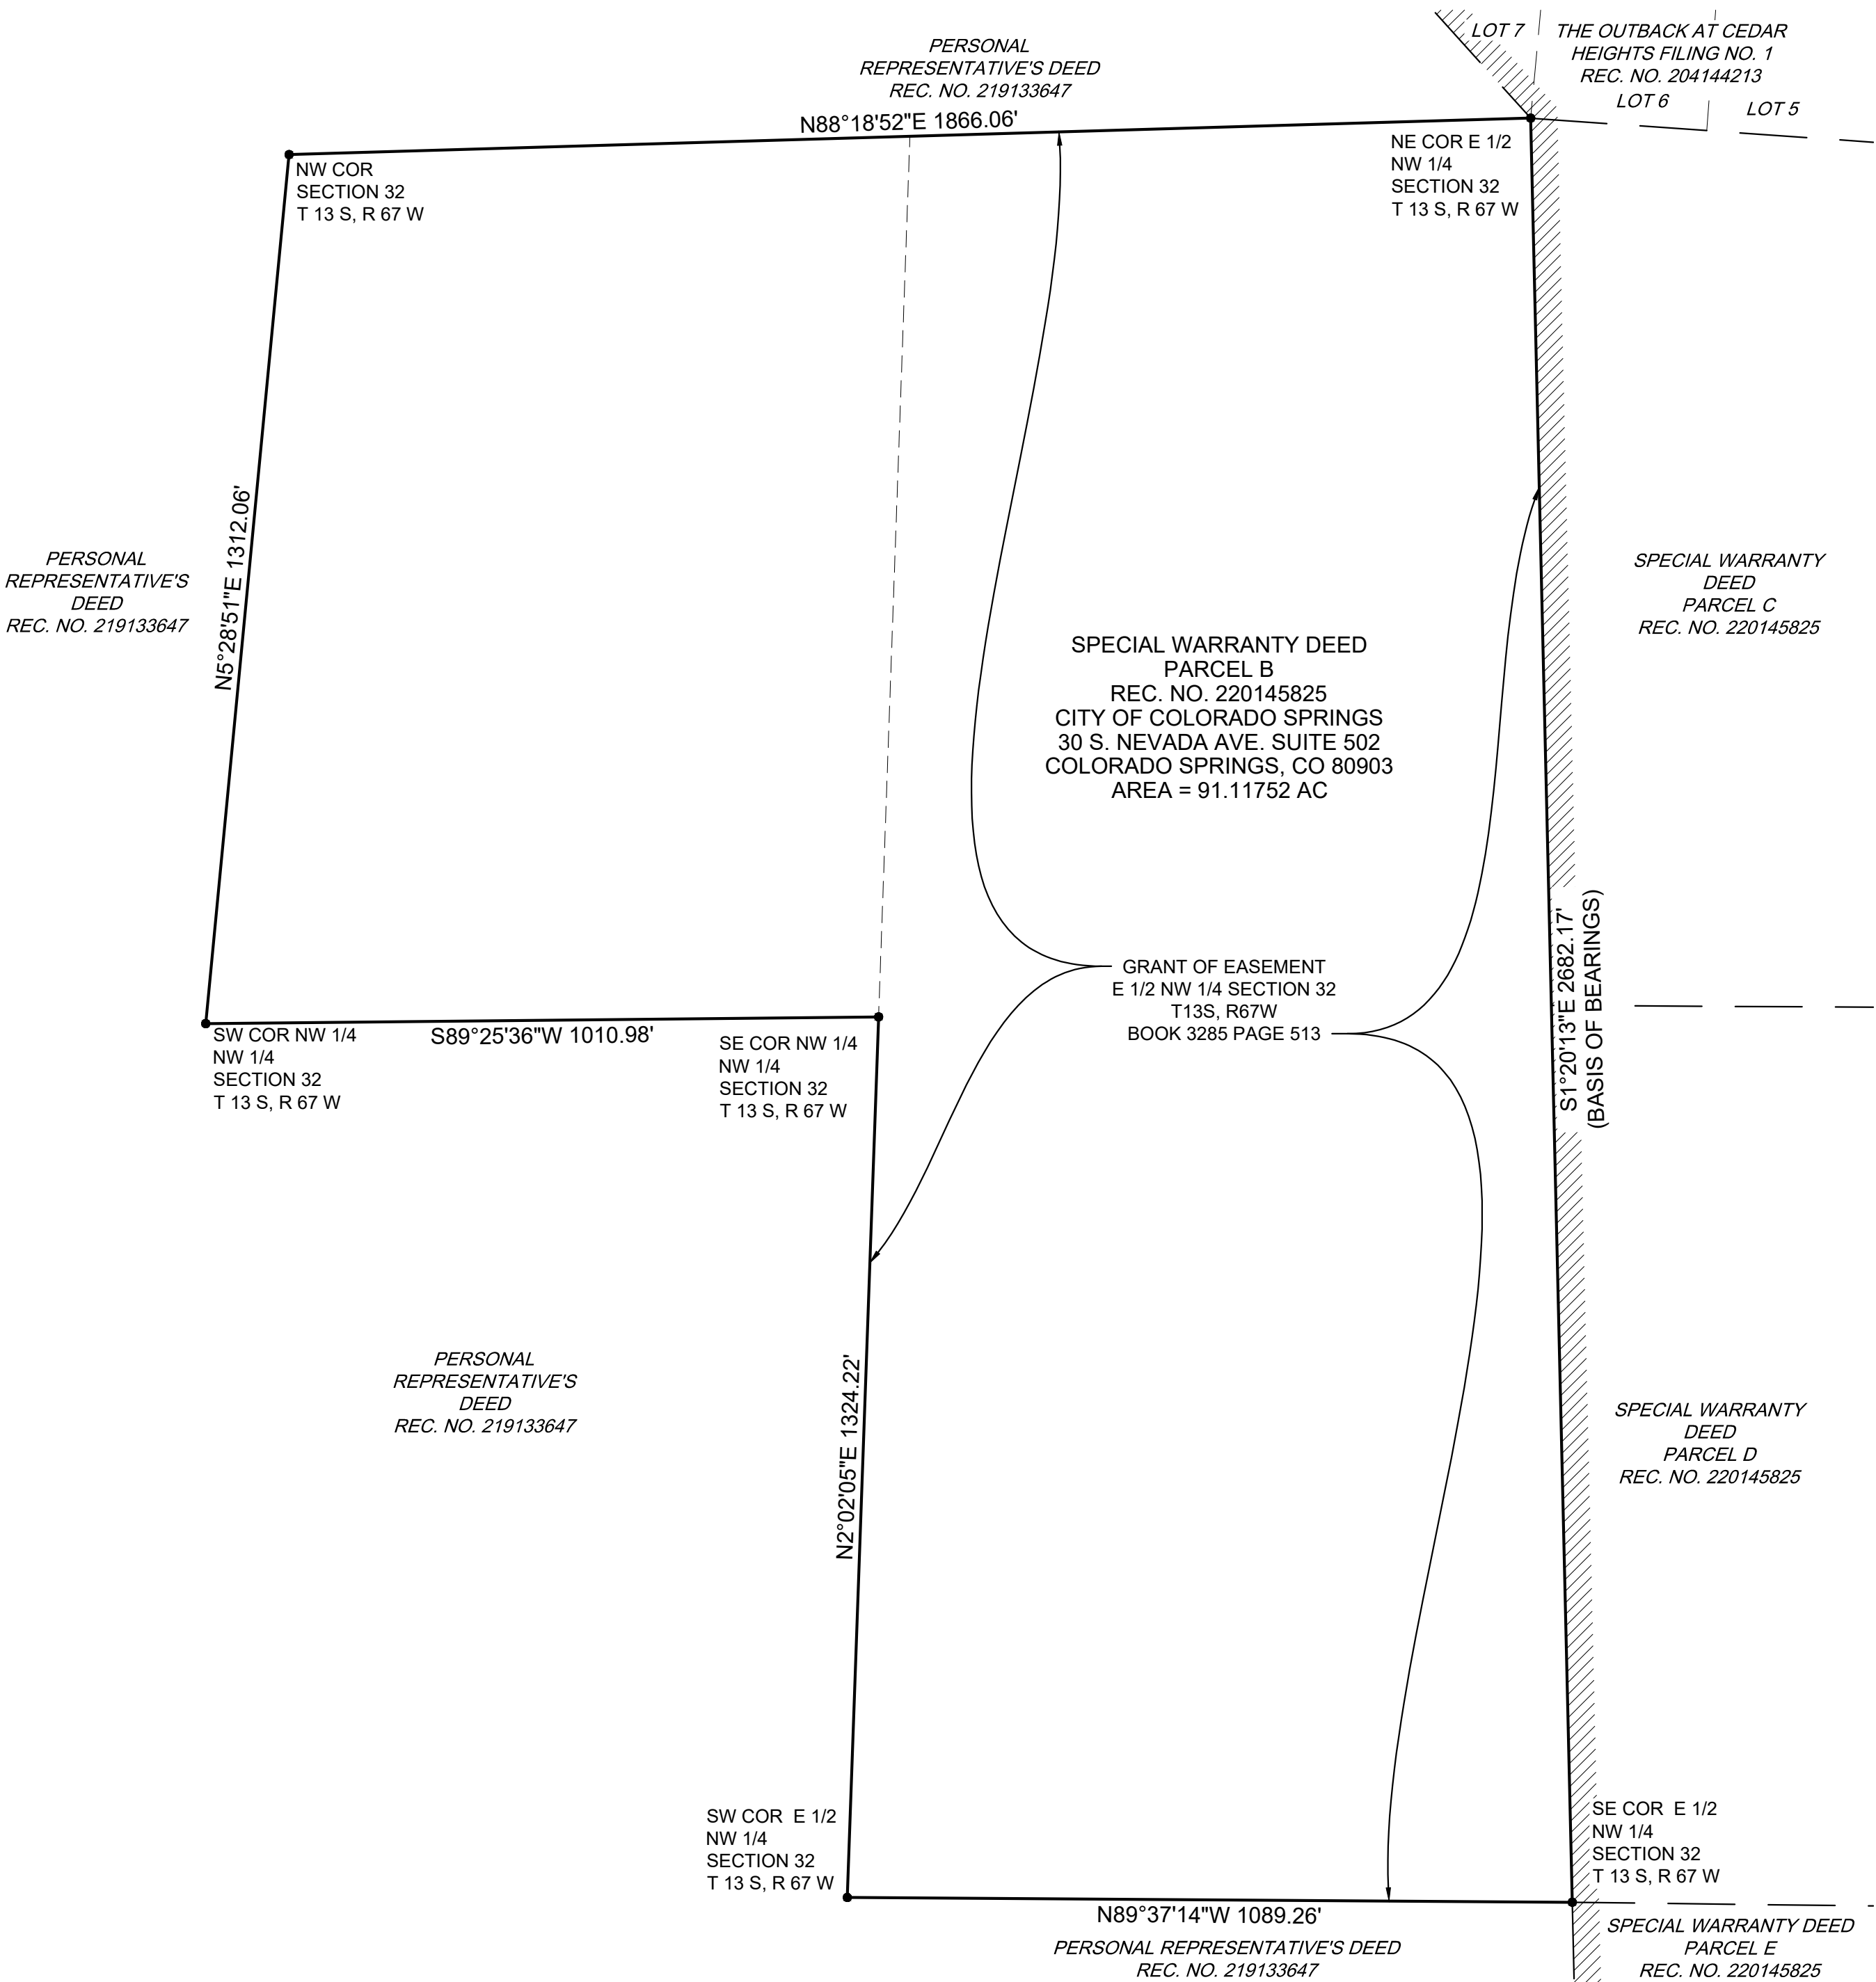 LOT 7
THE OUTBACK AT CEDAR
HEIGHTS FILING NO. 1
REC. NO. 204144213
LOT 6
LOT 5
PERSONAL
REPRESENTATIVE'S DEED
REC. NO. 219133647
N88°18'52"E 1866.06'
NW COR
SECTION 32
T 13 S, R 67 W
NE COR E 1/2
NW 1/4
SECTION 32
T 13 S, R 67 W
N5°28'51"E 1312.06'
PERSONAL
REPRESENTATIVE'S
DEED
REC. NO. 219133647
SPECIAL WARRANTY
DEED
PARCEL C
REC. NO. 220145825
SPECIAL WARRANTY DEED
PARCEL B
REC. NO. 220145825
CITY OF COLORADO SPRINGS
30 S. NEVADA AVE. SUITE 502
COLORADO SPRINGS, CO 80903
AREA = 91.11752 AC
S1°20'13"E 2682.17'
(BASIS OF BEARINGS)
GRANT OF EASEMENT
E 1/2 NW 1/4 SECTION 32
T13S, R67W
BOOK 3285 PAGE 513
SW COR NW 1/4
NW 1/4
SECTION 32
T 13 S, R 67 W
S89°25'36"W 1010.98'
SE COR NW 1/4
NW 1/4
SECTION 32
T 13 S, R 67 W
PERSONAL
REPRESENTATIVE'S
DEED
REC. NO. 219133647
N2°02'05"E 1324.22'
SPECIAL WARRANTY
DEED
PARCEL D
REC. NO. 220145825
SW COR E 1/2
NW 1/4
SECTION 32
T 13 S, R 67 W
SE COR E 1/2
NW 1/4
SECTION 32
T 13 S, R 67 W
N89°37'14"W 1089.26'
PERSONAL REPRESENTATIVE'S DEED
REC. NO. 219133647
SPECIAL WARRANTY DEED
PARCEL E
REC. NO. 220145825